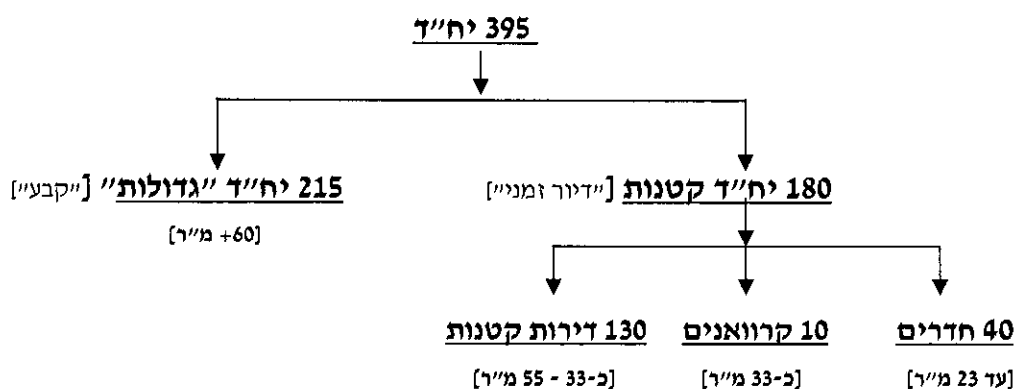 395 יח״ד
180 יח״ד קטנות [״דיור זמני״]
215 יח״ד ״גדולות״ [״קבע״]
[60+ מ״ר]
40 חדרים
10 קרוואנים
130 דירות קטנות
[עד 23 מ״ר]
[כ-33 מ״ר]
[כ-33 - 55 מ״ר]